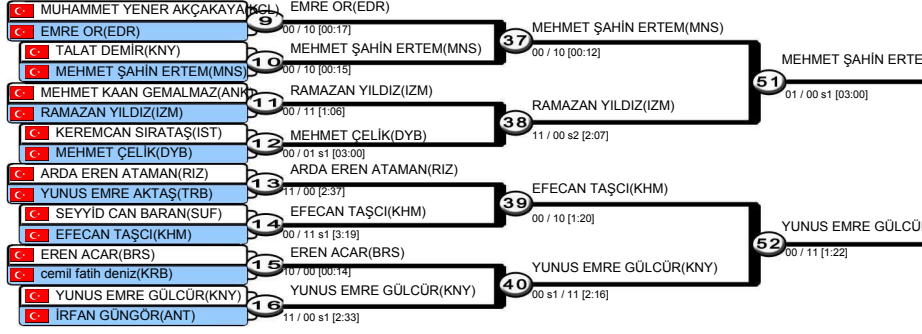 MUHAMMET YENER AKÇAKAYA(KCL)
EMRE OR(EDR)
TALAT DEMİR(KNY)
MEHMET ŞAHİN ERTEM(MNS)
MEHMET KAAN GEMALMAZ(ANK)
RAMAZAN YILDIZ(IZM)
KEREMCAN SIRATAŞ(IST)
MEHMET ÇELİK(DYB)
ARDA EREN ATAMAN(RIZ)
YUNUS EMRE AKTAŞ(TRB)
SEYYİD CAN BARAN(SUF)
EFECAN TAŞCI(KHM)
EREN ACAR(BRS)
cemil fatih deniz(KRB)
YUNUS EMRE GÜLCÜR(KNY)
İRFAN GÜNGÖR(ANT)
9
EMRE OR(EDR)
00 / 10 [00:17]
10
MEHMET ŞAHİN ERTEM(MNS)
00 / 10 [00:15]
11
RAMAZAN YILDIZ(IZM)
00 / 11 [1:06]
12
MEHMET ÇELİK(DYB)
00 / 01 s1 [03:00]
13
ARDA EREN ATAMAN(RIZ)
11 / 00 [2:37]
14
EFECAN TAŞCI(KHM)
00 / 11 s1 [3:19]
15
EREN ACAR(BRS)
10 / 00 [00:14]
16
YUNUS EMRE GÜLCÜR(KNY)
11 / 00 s1 [2:33]
37
MEHMET ŞAHİN ERTEM(MNS)
00 / 10 [00:12]
38
RAMAZAN YILDIZ(IZM)
11 / 00 s2 [2:07]
39
EFECAN TAŞCI(KHM)
00 / 10 [1:20]
40
YUNUS EMRE GÜLCÜR(KNY)
00 s1 / 11 [2:16]
51
MEHMET ŞAHİN ERTE
01 / 00 s1 [03:00]
52
YUNUS EMRE GÜLCÜ
00 / 11 [1:22]